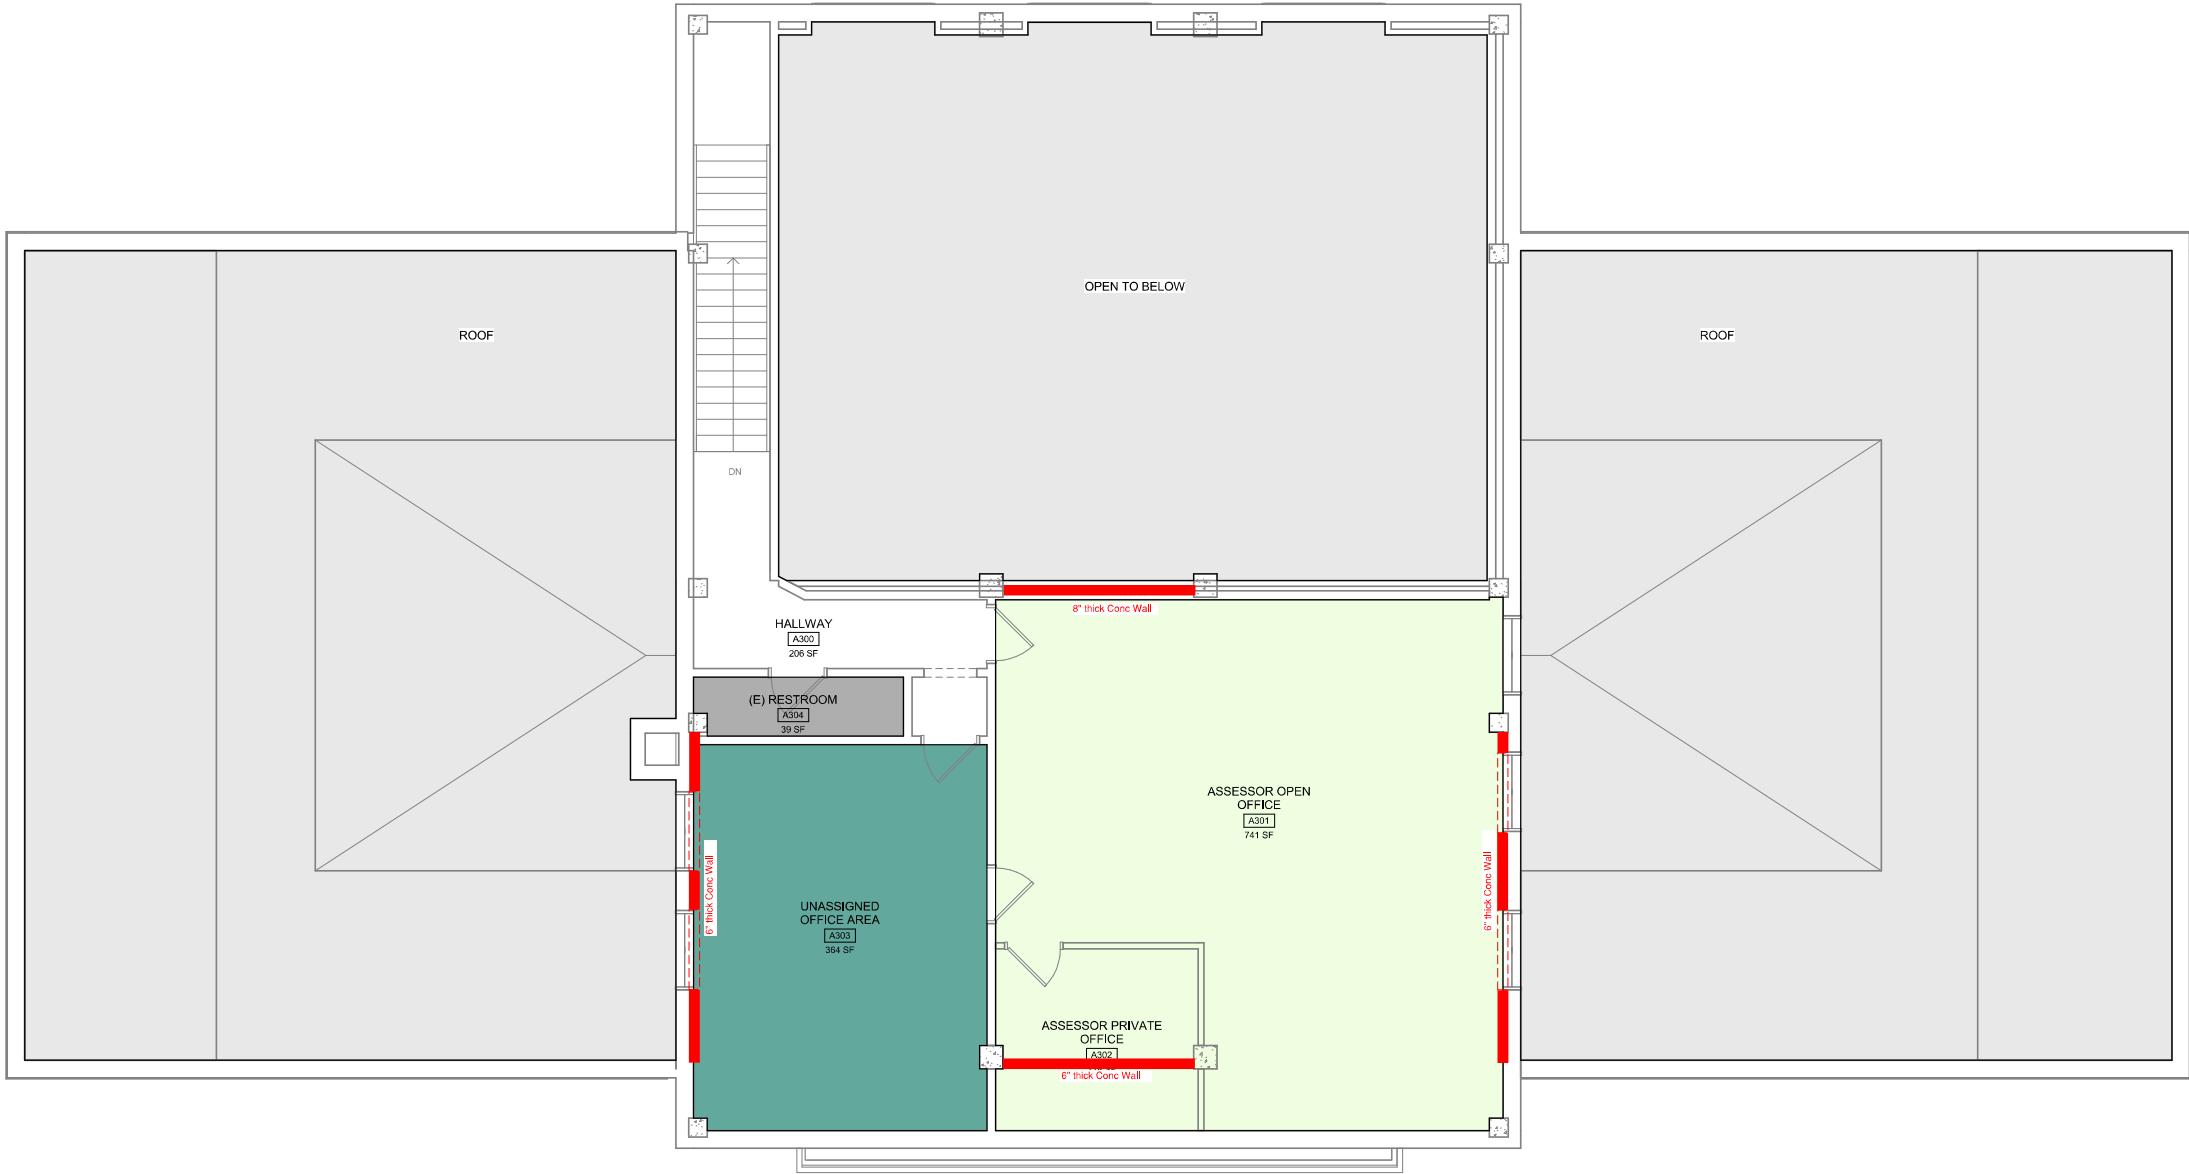 OPEN TO BELOW
ROOF
ROOF
DN
8" thick Conc Wall
HALLWAY
A300
206 SF
(E) RESTROOM
A304
39 SF
ASSESSOR OPEN
OFFICE
A301
741 SF
6" thick Conc Wall
6" thick Conc Wall
UNASSIGNED
OFFICE AREA
A303
364 SF
ASSESSOR PRIVATE
OFFICE
A302
6" thick Conc Wall